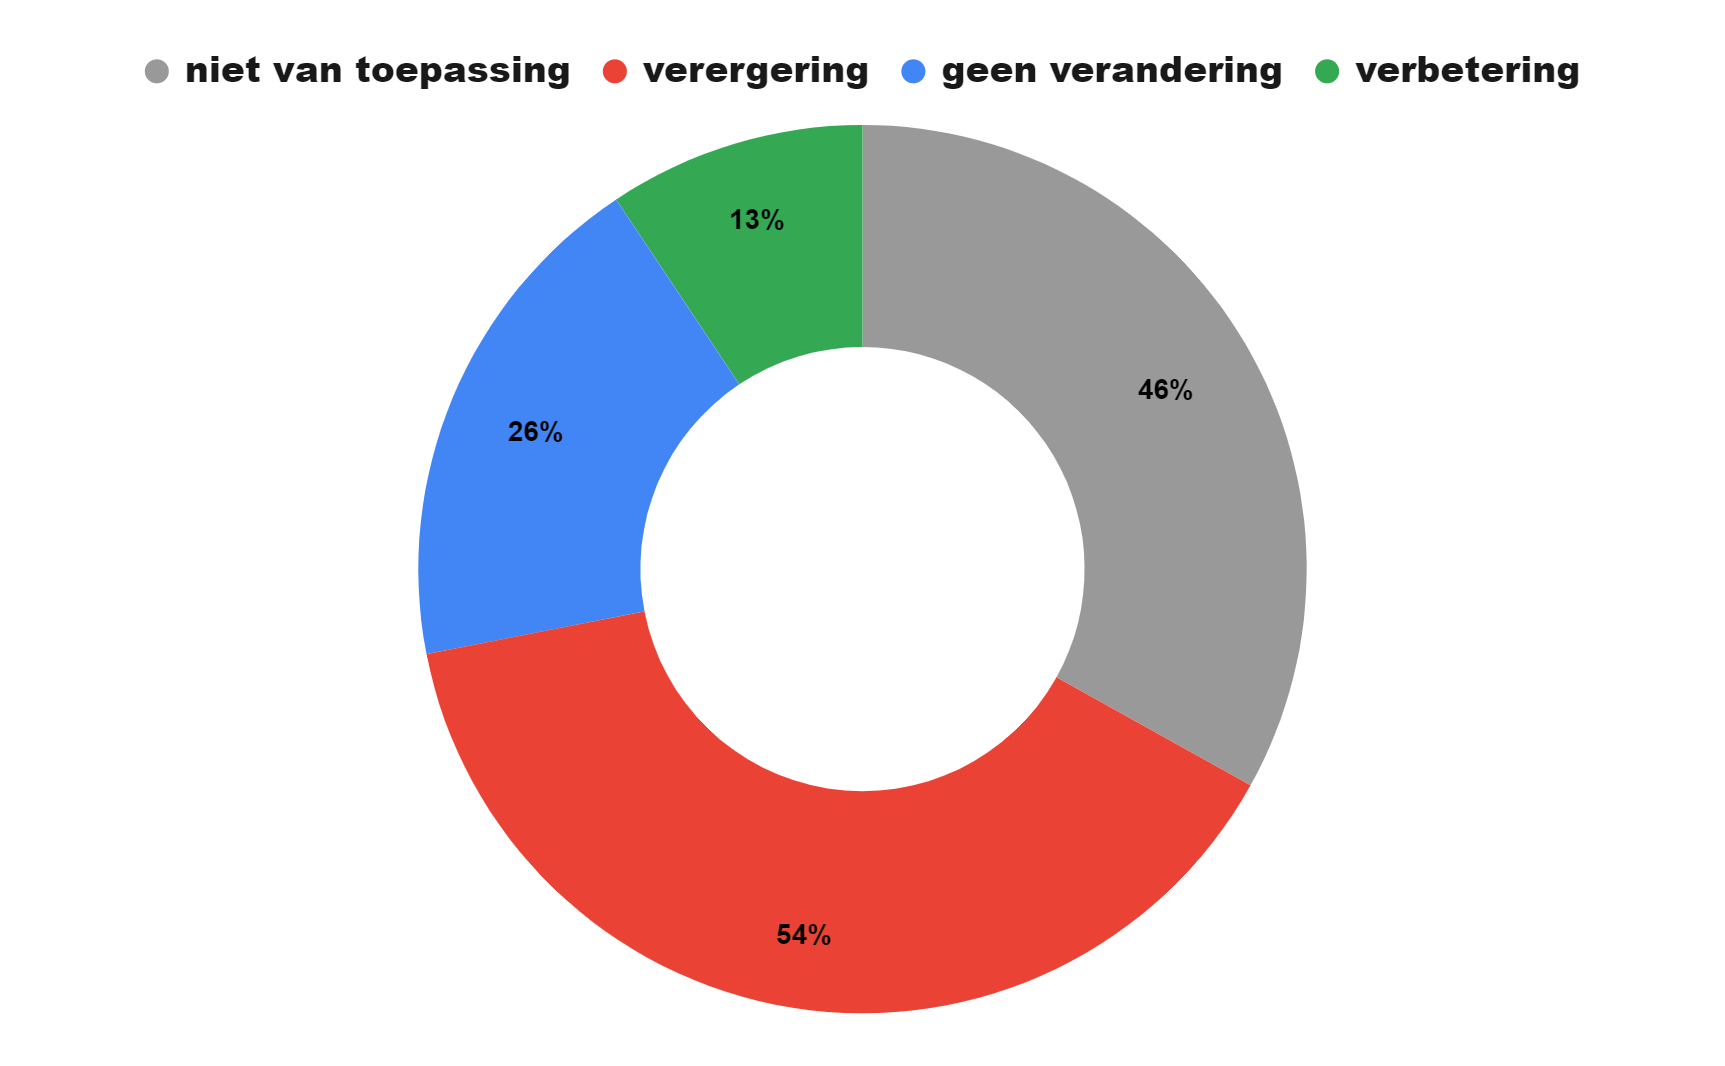 niet van toepassing verergering geen verandering verbetering
13%
46%
26%
54%